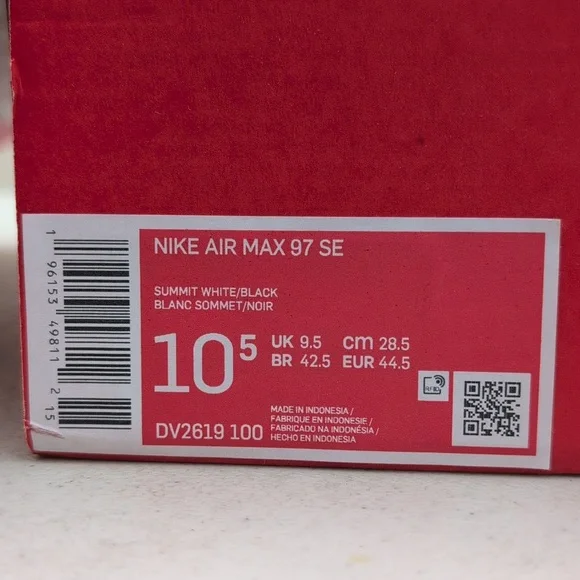 NIKE AIR MAX 97 SE
SUMMIT WHITE/BLACK
BLANC SOMMET/NOIR
10⁵
UK 9.5 cm 28.5
BR 42.5 EUR 44.5
RFID
DV2619 100
MADE IN INDONESIA /
FABRIQUE EN INDONESIE /
FABRICADO NA INDONÉSIA /
HECHO EN INDONESIA
1 96153 49811 2 15